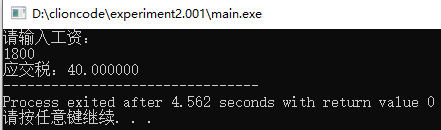 D:\clioncode\experiment2.001\main.exe
请输入工资：
1800
应交税：40.000000
--------------------------------
Process exited after 4.562 seconds with return value 0
请按任意键继续. . .